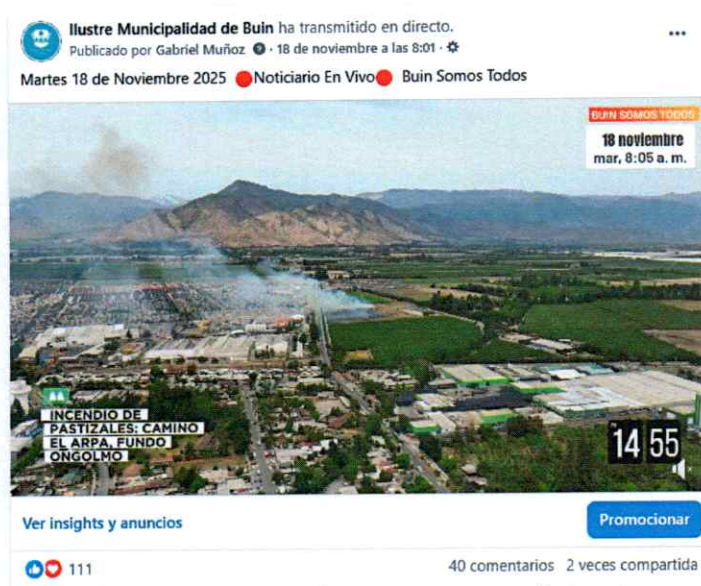 Ilustre Municipalidad de Buin ha transmitido en directo.
Publicado por Gabriel Muñoz · 18 de noviembre a las 8:01 ·
Martes 18 de Noviembre 2025 🔴Noticiario En Vivo🔴 Buin Somos Todos
BUIN SOMOS TODOS
18 noviembre
mar, 8:05 a. m.
INCENDIO DE
PASTIZALES: CAMINO
EL ARPA, FUNDO
ONGOLMO
14 55
Ver insights y anuncios
Promocionar
111
40 comentarios 2 veces compartida